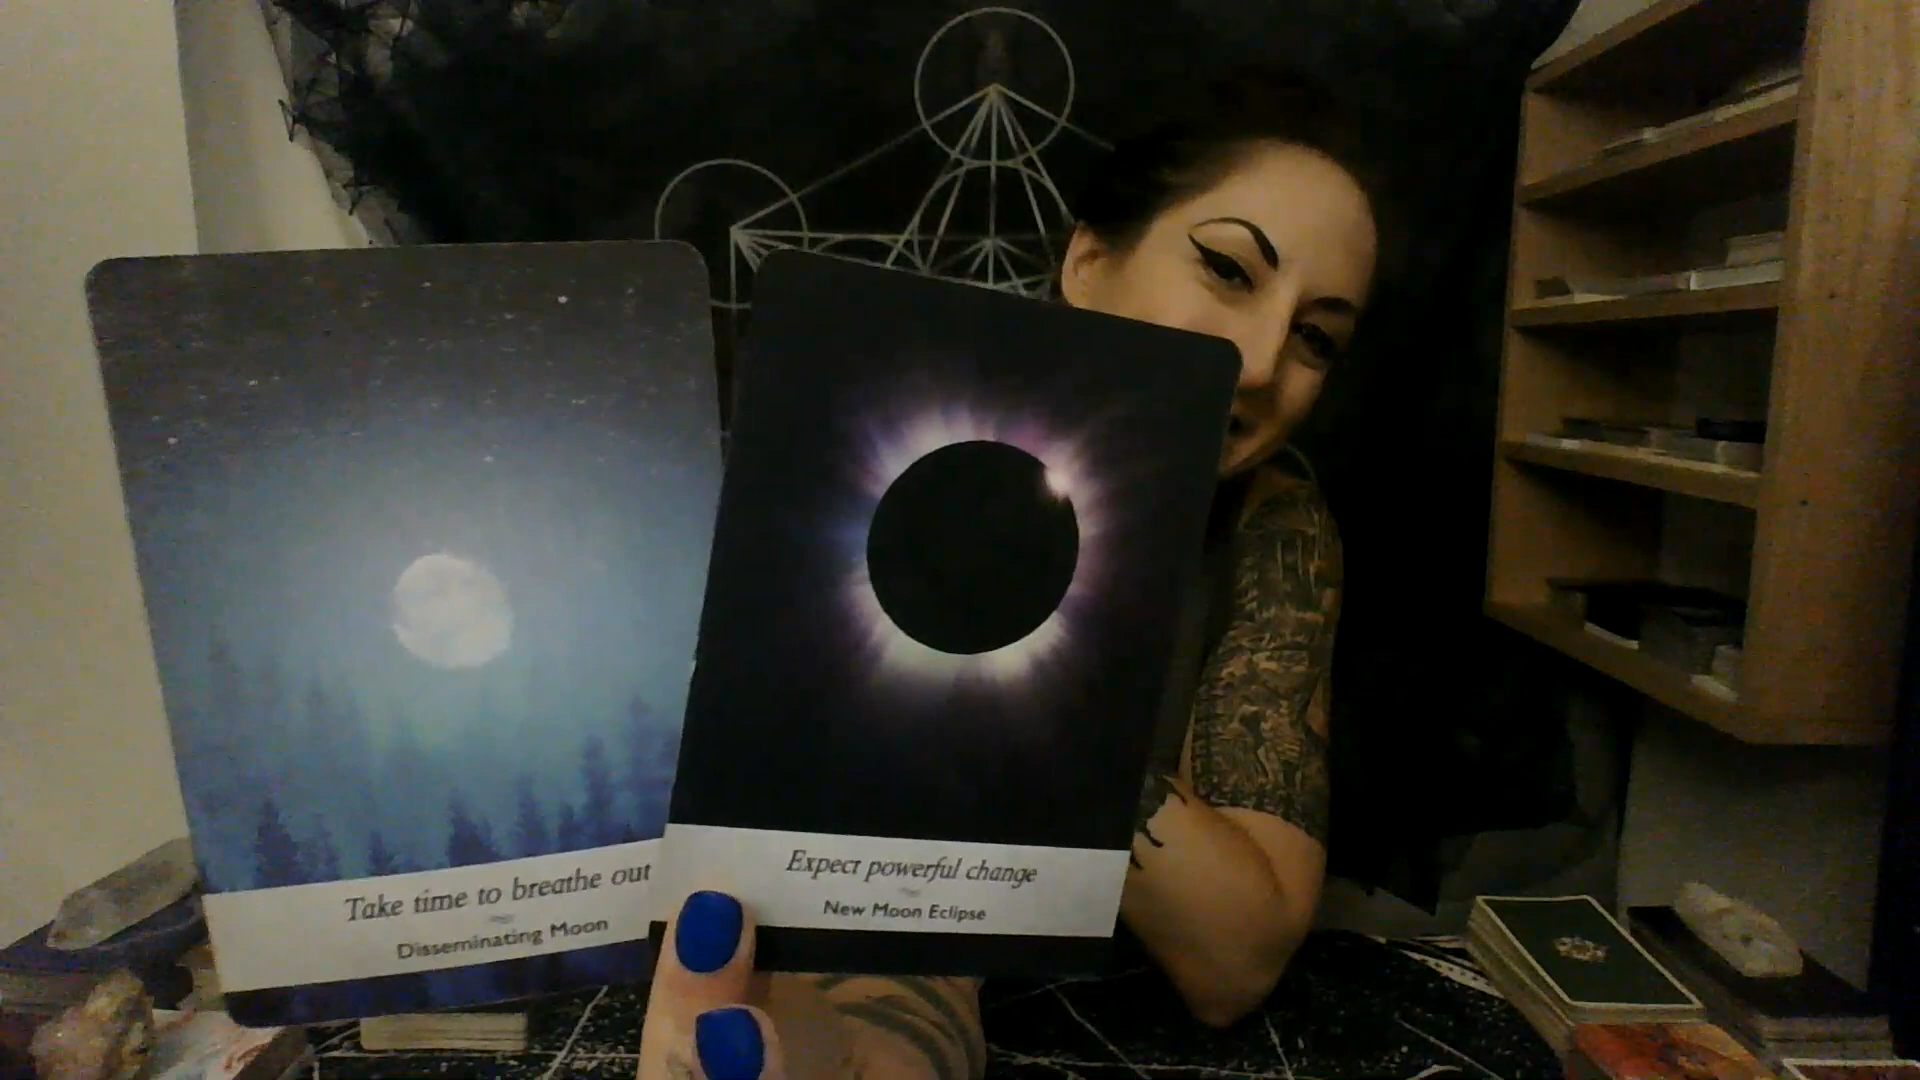 Take time to breathe out
Disseminating Moon
Expect powerful change
New Moon Eclipse